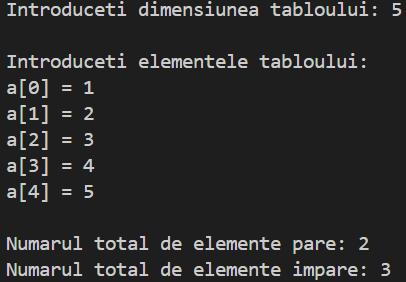 Introduceti dimensiunea tabloului: 5
Introduceti elementele tabloului:
a[0] = 1
a[1] = 2
a[2] = 3
a[3] = 4
a[4] = 5
Numarul total de elemente pare: 2
Numarul total de elemente impare: 3